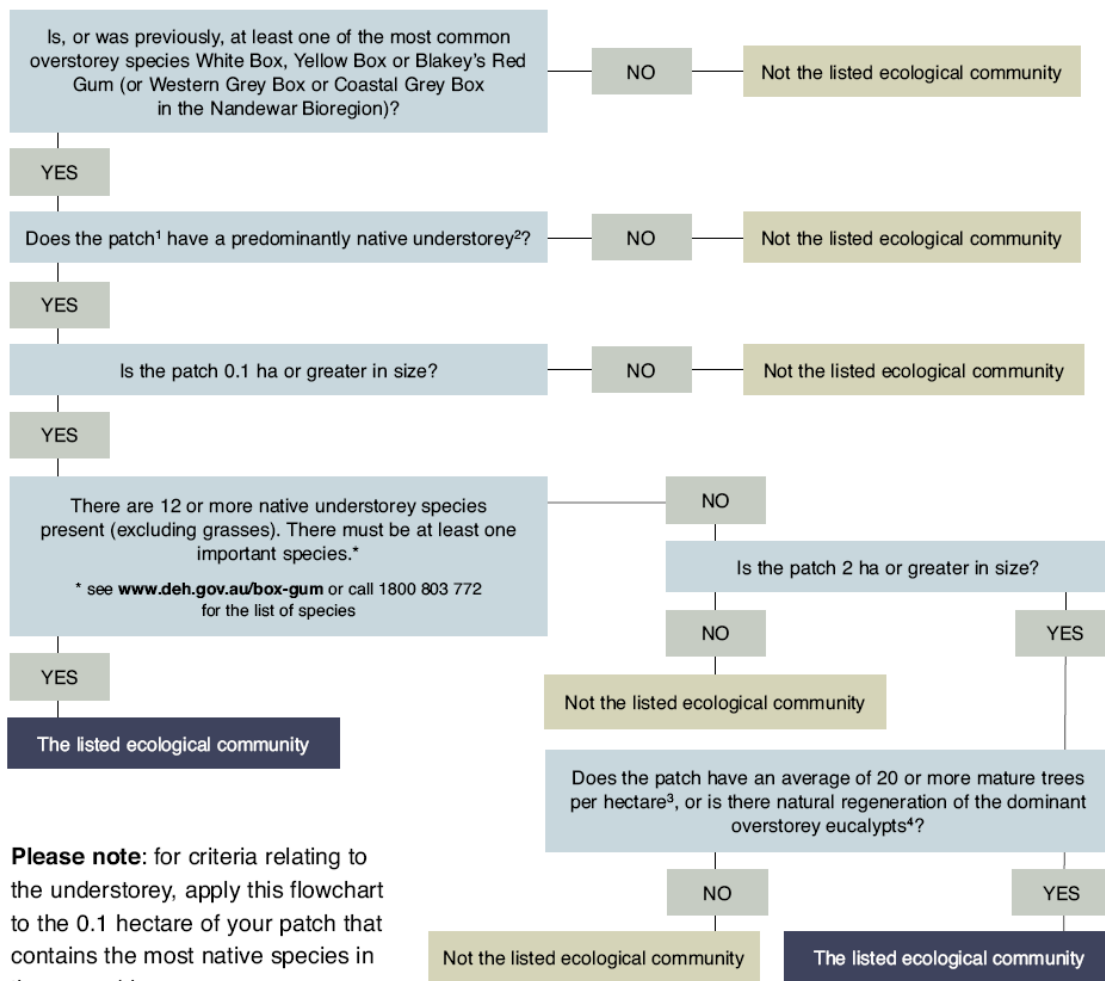 Is, or was previously, at least one of the most common
overstorey species White Box, Yellow Box or Blakey's Red
Gum (or Western Grey Box or Coastal Grey Box
in the Nandewar Bioregion)?
NO
Not the listed ecological community
YES
Does the patch¹ have a predominantly native understorey²?
NO
Not the listed ecological community
YES
Is the patch 0.1 ha or greater in size?
NO
Not the listed ecological community
YES
There are 12 or more native understorey species
present (excluding grasses). There must be at least one
important species.*
* see www.deh.gov.au/box-gum or call 1800 803 772
for the list of species
NO
Is the patch 2 ha or greater in size?
NO
YES
Not the listed ecological community
YES
The listed ecological community
Does the patch have an average of 20 or more mature trees
per hectare³, or is there natural regeneration of the dominant
overstorey eucalypts⁴?
NO
YES
Not the listed ecological community
The listed ecological community
Please note: for criteria relating to
the understorey, apply this flowchart
to the 0.1 hectare of your patch that
contains the most native species in